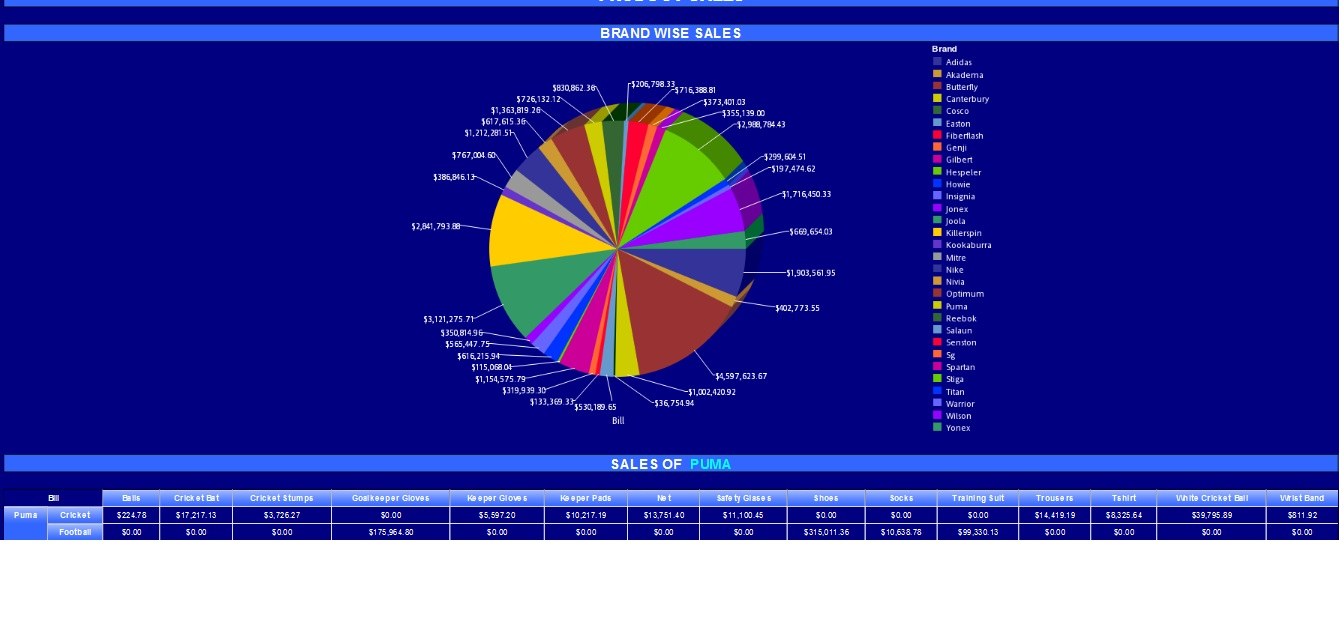 BRAND WISE SALES
Brand
Adidas
Akadema
Butterfly
Canterbury
Cosco
Easton
Fiberflash
Genji
Gilbert
Hespeler
Howie
Insignia
Jonex
Joola
Killerspin
Kookaburra
Mitre
Nike
Nivia
Optimum
Puma
Reebok
Salaun
Senston
Sg
Spartan
Stiga
Titan
Warrior
Wilson
Yonex
$206,798.33
$716,388.81
$373,401.03
$355,139.00
$2,988,784.43
$299,604.51
$197,474.62
$1,716,450.33
$669,654.03
$1,903,561.95
$402,773.55
$4,597,623.67
$1,002,420.92
$36,754.94
$530,189.65
$133,369.33
$319,939.30
$1,154,575.79
$115,068.04
$616,215.94
$565,447.75
$350,814.96
$3,121,275.71
$2,841,793.88
$386,846.13
$767,004.60
$1,212,281.51
$617,615.36
$1,363,819.26
$726,132.12
$830,862.36
Bill
SALES OF PUMA
Bill Balls Cricket Bat Cricket Stumps Goalkeeper Gloves Keeper Gloves Keeper Pads Net Safety Glases Shoes Socks Training Suit Trousers Tshirt White Cricket Ball Wrist Band
Puma Cricket $224.78 $17,217.13 $3,726.27 $0.00 $5,597.20 $10,217.19 $13,751.40 $11,100.45 $0.00 $0.00 $0.00 $14,419.19 $8,325.64 $39,795.89 $811.92
Football $0.00 $0.00 $0.00 $175,964.80 $0.00 $0.00 $0.00 $0.00 $315,011.36 $10,638.78 $99,330.13 $0.00 $0.00 $0.00 $0.00